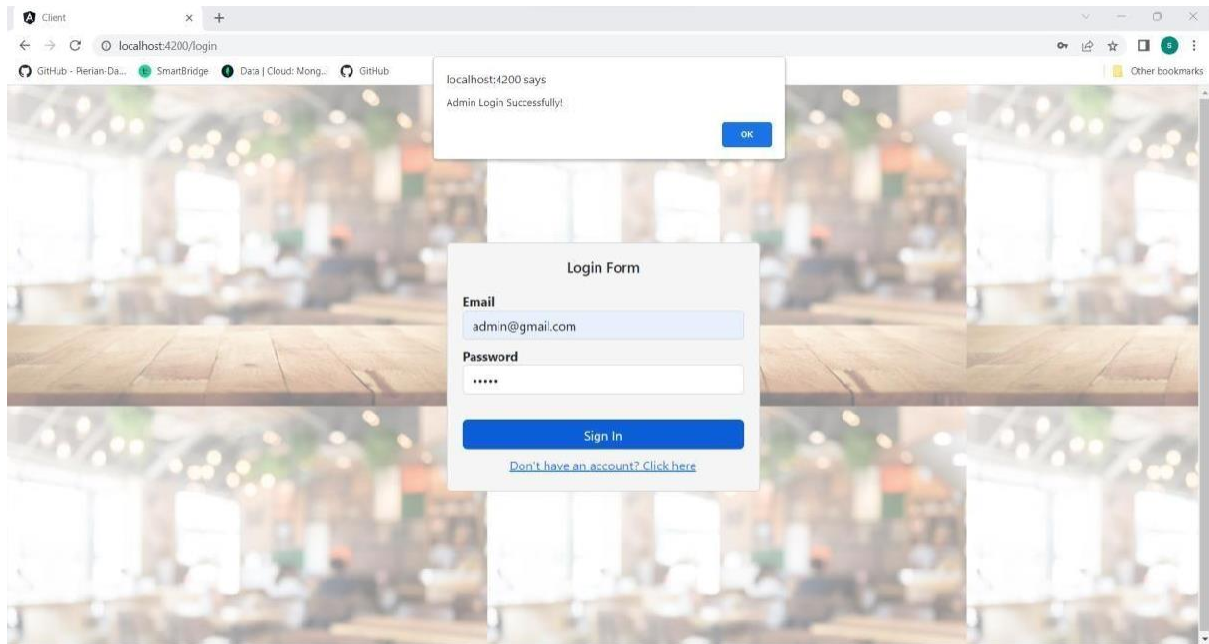 Client
localhost:4200/login
GitHub - Pierian-Da... SmartBridge Data | Cloud: Mong... GitHub Other bookmarks
localhost:4200 says
Admin Login Successfully!
OK
Login Form
Email
admin@gmail.com
Password
•••••
Sign In
Don't have an account? Click here